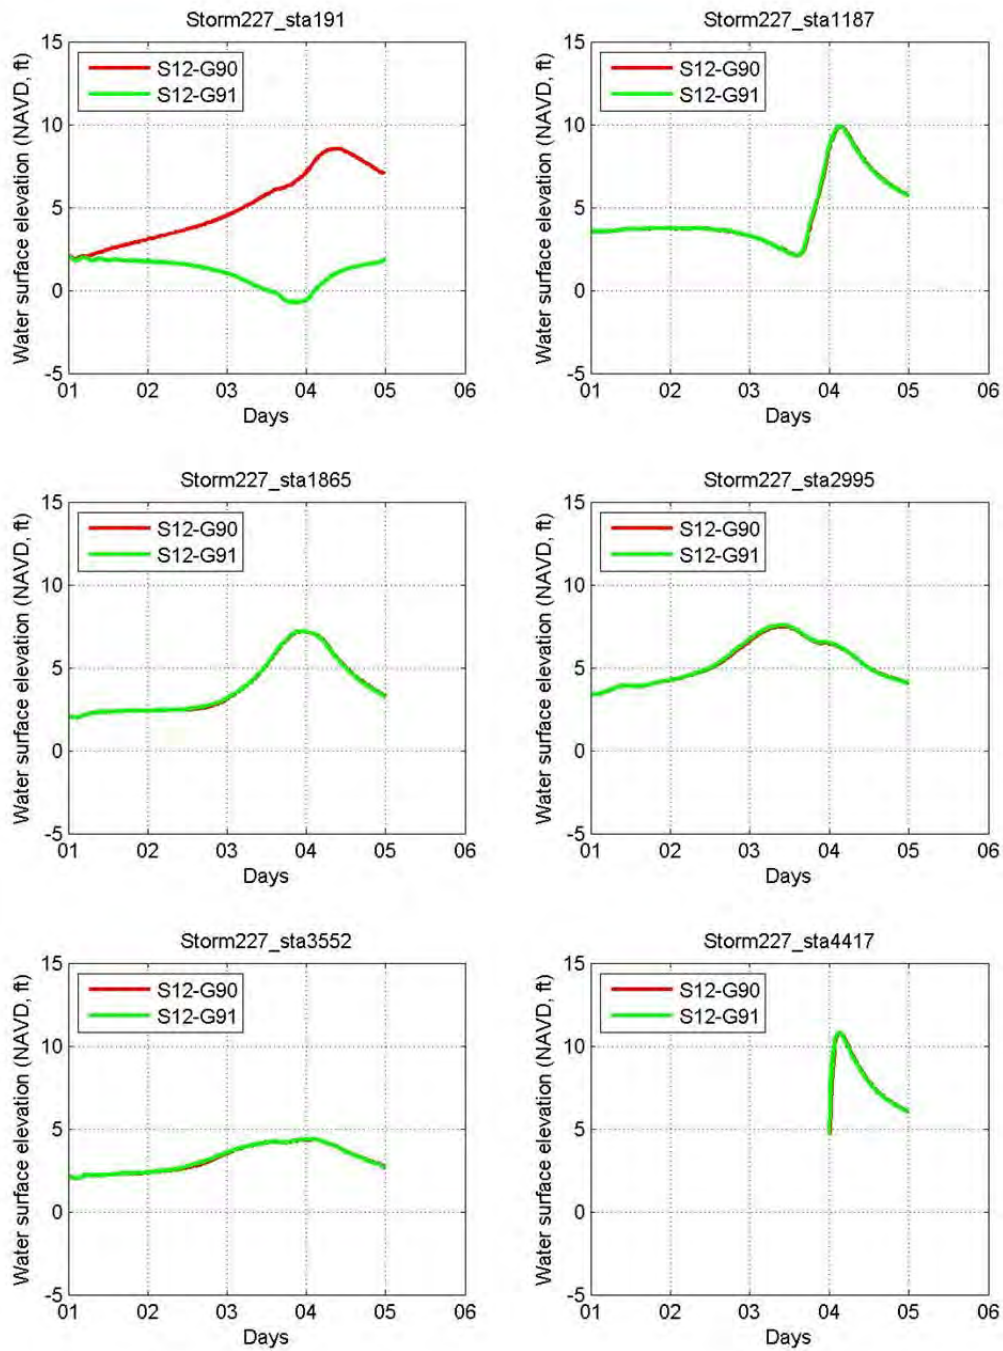 Storm227_sta191
15
10
5
0
-5
01 02 03 04 05 06
Days
Water surface elevation (NAVD, ft)
S12-G90
S12-G91
Storm227_sta1187
15
10
5
0
-5
01 02 03 04 05 06
Days
Water surface elevation (NAVD, ft)
S12-G90
S12-G91
Storm227_sta1865
15
10
5
0
-5
01 02 03 04 05 06
Days
Water surface elevation (NAVD, ft)
S12-G90
S12-G91
Storm227_sta2995
15
10
5
0
-5
01 02 03 04 05 06
Days
Water surface elevation (NAVD, ft)
S12-G90
S12-G91
Storm227_sta3552
15
10
5
0
-5
01 02 03 04 05 06
Days
Water surface elevation (NAVD, ft)
S12-G90
S12-G91
Storm227_sta4417
15
10
5
0
-5
01 02 03 04 05 06
Days
Water surface elevation (NAVD, ft)
S12-G90
S12-G91